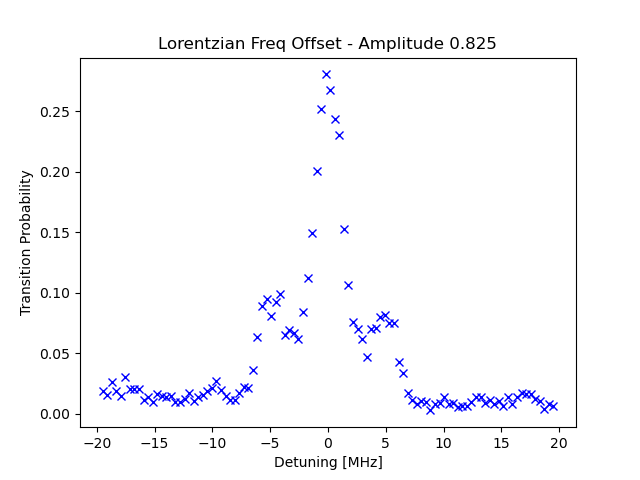 Lorentzian Freq Offset - Amplitude 0.825
Transition Probability
0.25
0.20
0.15
0.10
0.05
0.00
−20 −15 −10 −5 0 5 10 15 20
Detuning [MHz]